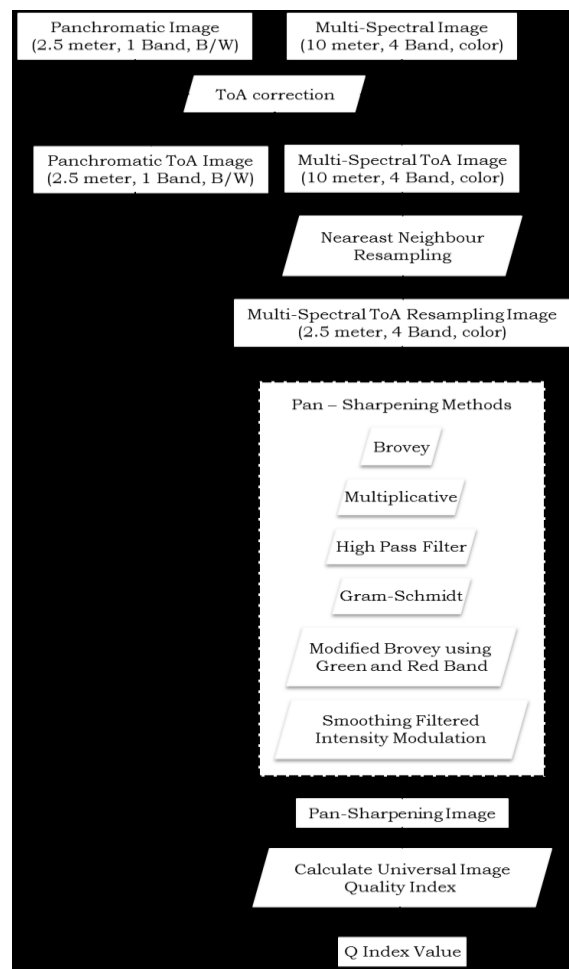 Panchromatic Image
(2.5 meter, 1 Band, B/W)
Multi-Spectral Image
(10 meter, 4 Band, color)
ToA correction
Panchromatic ToA Image
(2.5 meter, 1 Band, B/W)
Multi-Spectral ToA Image
(10 meter, 4 Band, color)
Neareast Neighbour
Resampling
Multi-Spectral ToA Resampling Image
(2.5 meter, 4 Band, color)
Pan – Sharpening Methods
Brovey
Multiplicative
High Pass Filter
Gram-Schmidt
Modified Brovey using
Green and Red Band
Smoothing Filtered
Intensity Modulation
Pan-Sharpening Image
Calculate Universal Image
Quality Index
Q Index Value